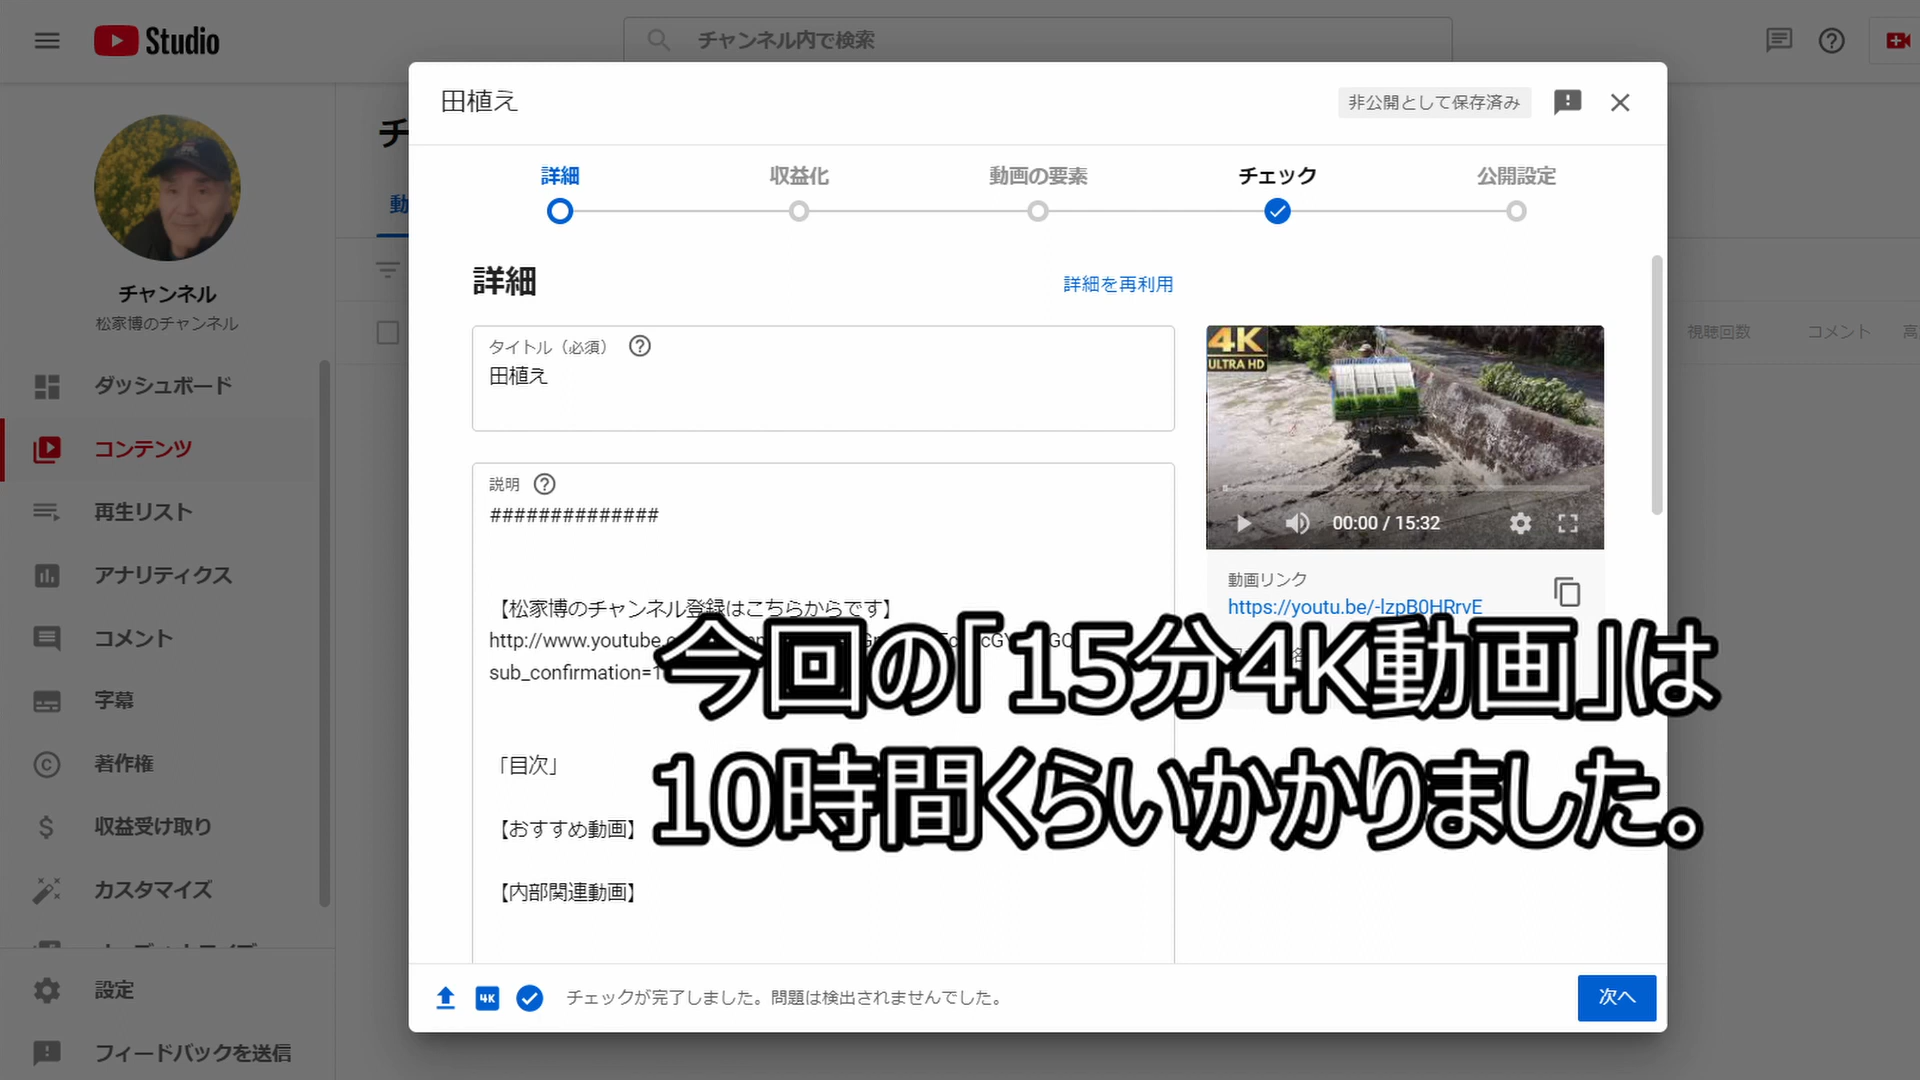 Studio
チャンネル内で検索
田植え
非公開として保存済み
詳細
収益化
動画の要素
チェック
公開設定
チ
動
チャンネル
松家博のチャンネル
詳細
詳細を再利用
視聴回数
コメント
高
タイトル（必須）
田植え
4K
ULTRA HD
ダッシュボード
コンテンツ
再生リスト
アナリティクス
コメント
字幕
著作権
収益受け取り
カスタマイズ
設定
フィードバックを送信
説明
##############
【松家博のチャンネル登録はこちらからです】
http://www.youtube.c
sub_confirmation=1
「目次」
【おすすめ動画】
【内部関連動画】
00:00 / 15:32
動画リンク
https://youtu.be/-lzpB0HRrvE
今回の「15分4K動画」は
10時間くらいかかりました。
4K
チェックが完了しました。問題は検出されませんでした。
次へ